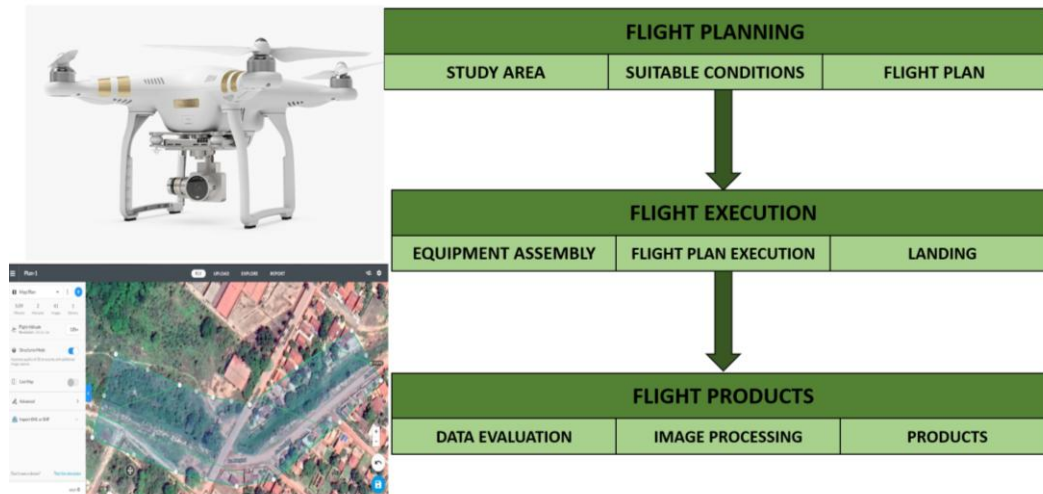 FLIGHT PLANNING
STUDY AREA
SUITABLE CONDITIONS
FLIGHT PLAN
FLIGHT EXECUTION
EQUIPMENT ASSEMBLY
FLIGHT PLAN EXECUTION
LANDING
FLIGHT PRODUCTS
DATA EVALUATION
IMAGE PROCESSING
PRODUCTS
Plan-1
UPLOAD
EXPLORE
REPORT